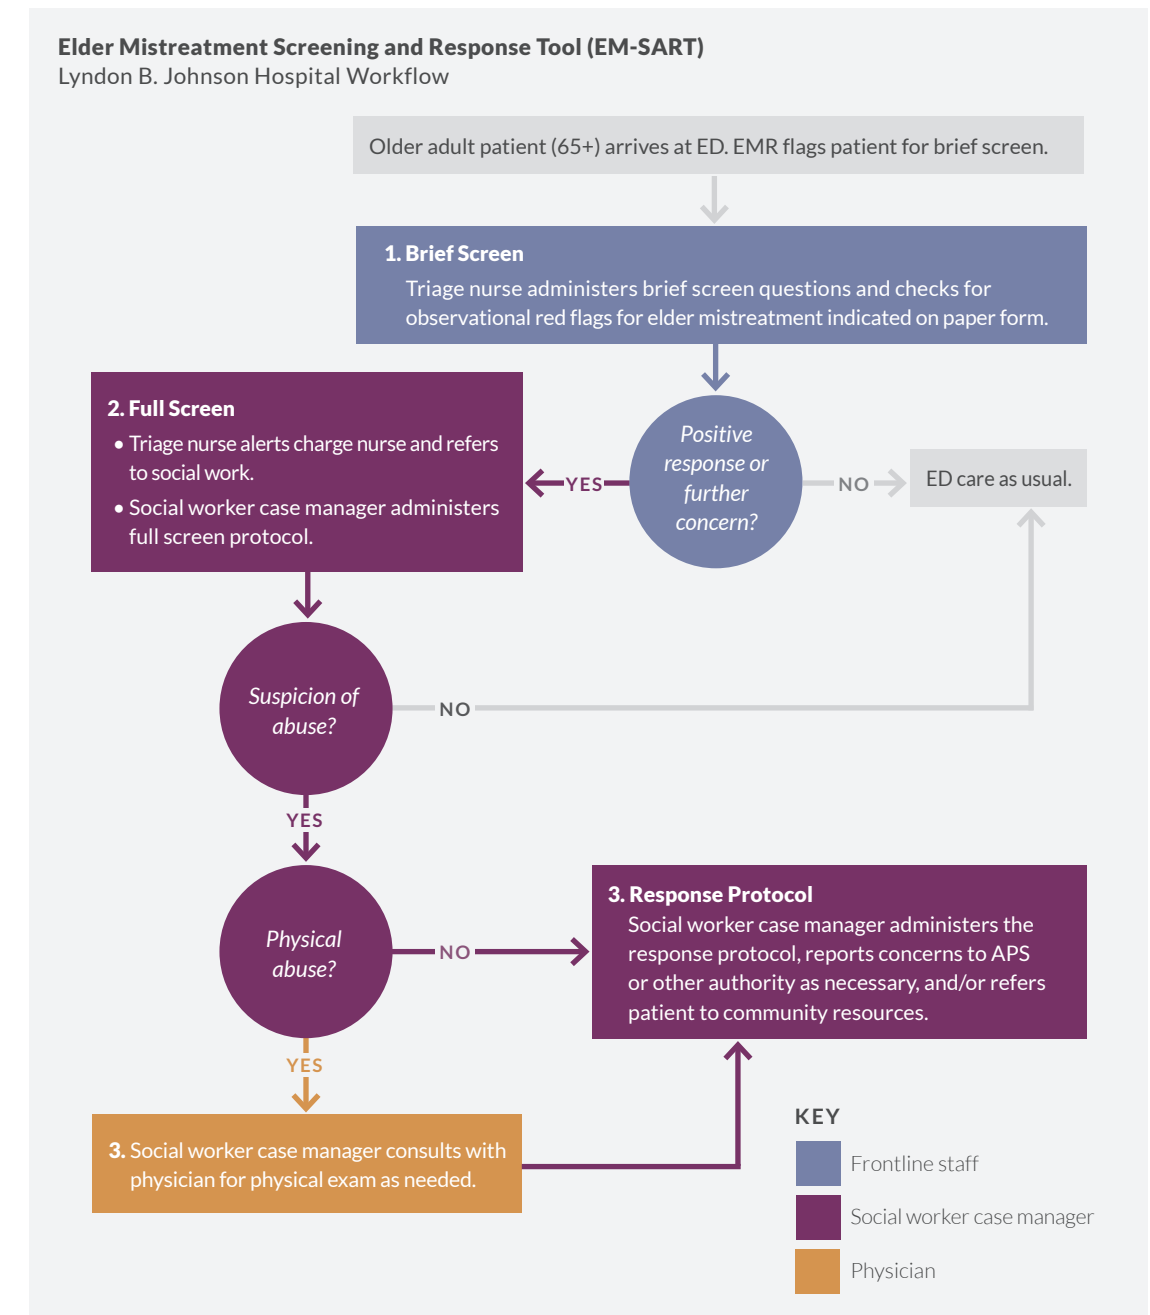 Elder Mistreatment Screening and Response Tool (EM-SART)
Lyndon B. Johnson Hospital Workflow
Older adult patient (65+) arrives at ED. EMR flags patient for brief screen.
1. Brief Screen
Triage nurse administers brief screen questions and checks for
observational red flags for elder mistreatment indicated on paper form.
2. Full Screen
• Triage nurse alerts charge nurse and refers
to social work.
• Social worker case manager administers
full screen protocol.
Positive
response or
further
concern?
YES
NO
ED care as usual.
Suspicion of
abuse?
NO
YES
Physical
abuse?
NO
3. Response Protocol
Social worker case manager administers the
response protocol, reports concerns to APS
or other authority as necessary, and/or refers
patient to community resources.
YES
3. Social worker case manager consults with
physician for physical exam as needed.
KEY
Frontline staff
Social worker case manager
Physician